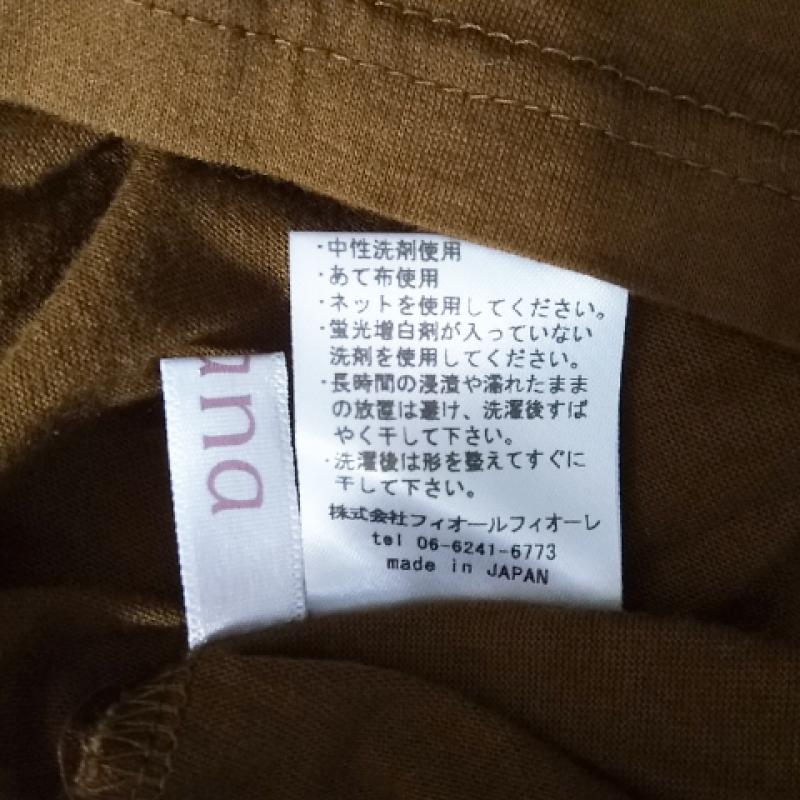 ・中性洗剤使用
・あて布使用
・ネットを使用してください。
・蛍光増白剤が入っていない
洗剤を使用してください。
・長時間の浸漬や濡れたまま
の放置は避け、洗濯後すば
やく干して下さい。
・洗濯後は形を整えてすぐに
干して下さい。
株式会社フィオールフィオーレ
tel 06-6241-6773
made in JAPAN
una